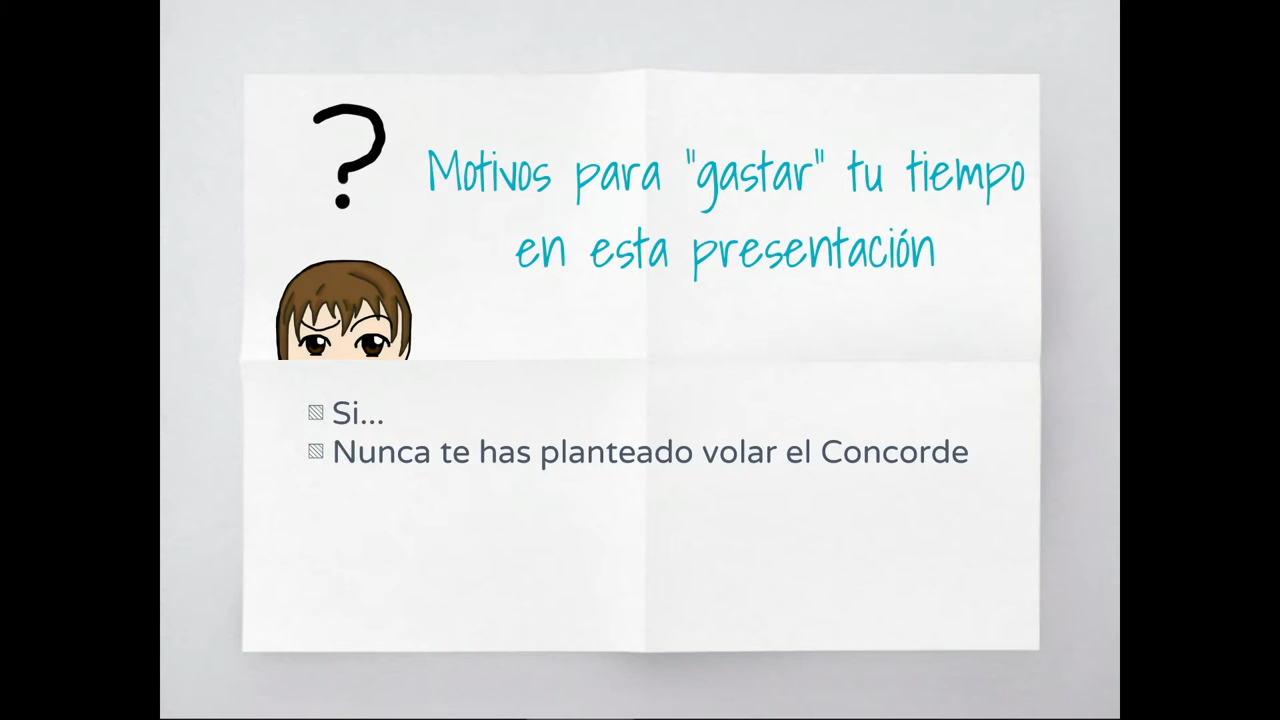 ?
Motivos para "gastar" tu tiempo
en esta presentación
Si...
Nunca te has planteado volar el Concorde